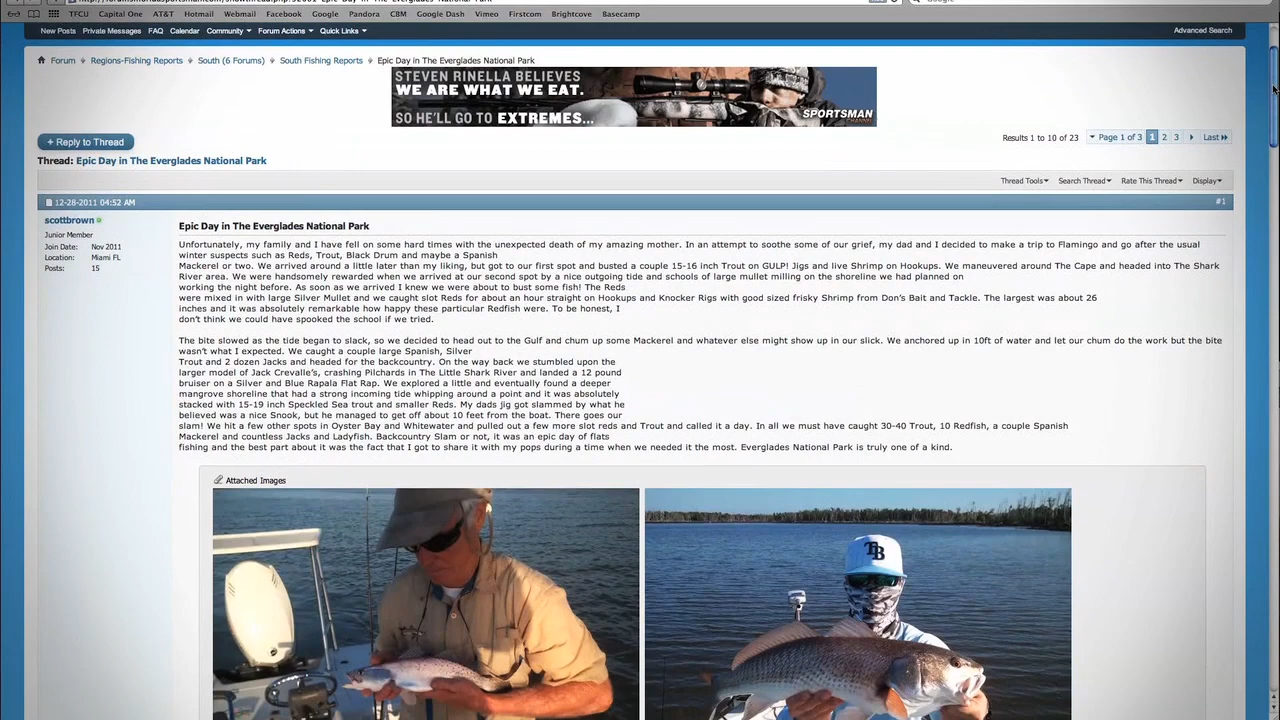 TFCU Capital One AT&T Hotmail Webmail Facebook Google Pandora CBM Google Dash Vimeo Firstcom Brightcove Basecamp
New Posts Private Messages FAQ Calendar Community Forum Actions Quick Links Advanced Search
Forum Regions-Fishing Reports South (6 Forums) South Fishing Reports Epic Day in The Everglades National Park
STEVEN RINELLA BELIEVES
WE ARE WHAT WE EAT.
SO HE'LL GO TO EXTREMES...
SPORTSMAN
CHANNEL
+ Reply to Thread
Results 1 to 10 of 23 Page 1 of 3 1 2 3 Last
Thread: Epic Day in The Everglades National Park
Thread Tools Search Thread Rate This Thread Display
12-28-2011 04:52 AM #1
scottbrown
Junior Member
Join Date: Nov 2011
Location: Miami FL
Posts: 15
Epic Day in The Everglades National Park
Unfortunately, my family and I have fell on some hard times with the unexpected death of my amazing mother. In an attempt to soothe some of our grief, my dad and I decided to make a trip to Flamingo and go after the usual
winter suspects such as Reds, Trout, Black Drum and maybe a Spanish
Mackerel or two. We arrived around a little later than my liking, but got to our first spot and busted a couple 15-16 inch Trout on GULP! Jigs and live Shrimp on Hookups. We maneuvered around The Cape and headed into The Shark
River area. We were handsomely rewarded when we arrived at our second spot by a nice outgoing tide and schools of large mullet milling on the shoreline we had planned on
working the night before. As soon as we arrived I knew we were about to bust some fish! The Reds
were mixed in with large Silver Mullet and we caught slot Reds for about an hour straight on Hookups and Knocker Rigs with good sized frisky Shrimp from Don's Bait and Tackle. The largest was about 26
inches and it was absolutely remarkable how happy these particular Redfish were. To be honest, I
don't think we could have spooked the school if we tried.
The bite slowed as the tide began to slack, so we decided to head out to the Gulf and chum up some Mackerel and whatever else might show up in our slick. We anchored up in 10ft of water and let our chum do the work but the bite
wasn't what I expected. We caught a couple large Spanish, Silver
Trout and 2 dozen Jacks and headed for the backcountry. On the way back we stumbled upon the
larger model of Jack Crevalle's, crashing Pilchards in The Little Shark River and landed a 12 pound
bruiser on a Silver and Blue Rapala Flat Rap. We explored a little and eventually found a deeper
mangrove shoreline that had a strong incoming tide whipping around a point and it was absolutely
stacked with 15-19 inch Speckled Sea trout and smaller Reds. My dads jig got slammed by what he
believed was a nice Snook, but he managed to get off about 10 feet from the boat. There goes our
slam! We hit a few other spots in Oyster Bay and Whitewater and pulled out a few more slot reds and Trout and called it a day. In all we must have caught 30-40 Trout, 10 Redfish, a couple Spanish
Mackerel and countless Jacks and Ladyfish. Backcountry Slam or not, it was an epic day of flats
fishing and the best part about it was the fact that I got to share it with my pops during a time when we needed it the most. Everglades National Park is truly one of a kind.
Attached Images
TB